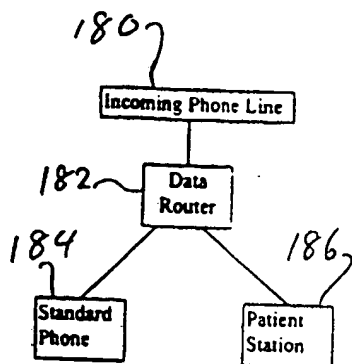 180
Incoming Phone Line
182
Data
Router
184
186
Standard
Phone
Patient
Station